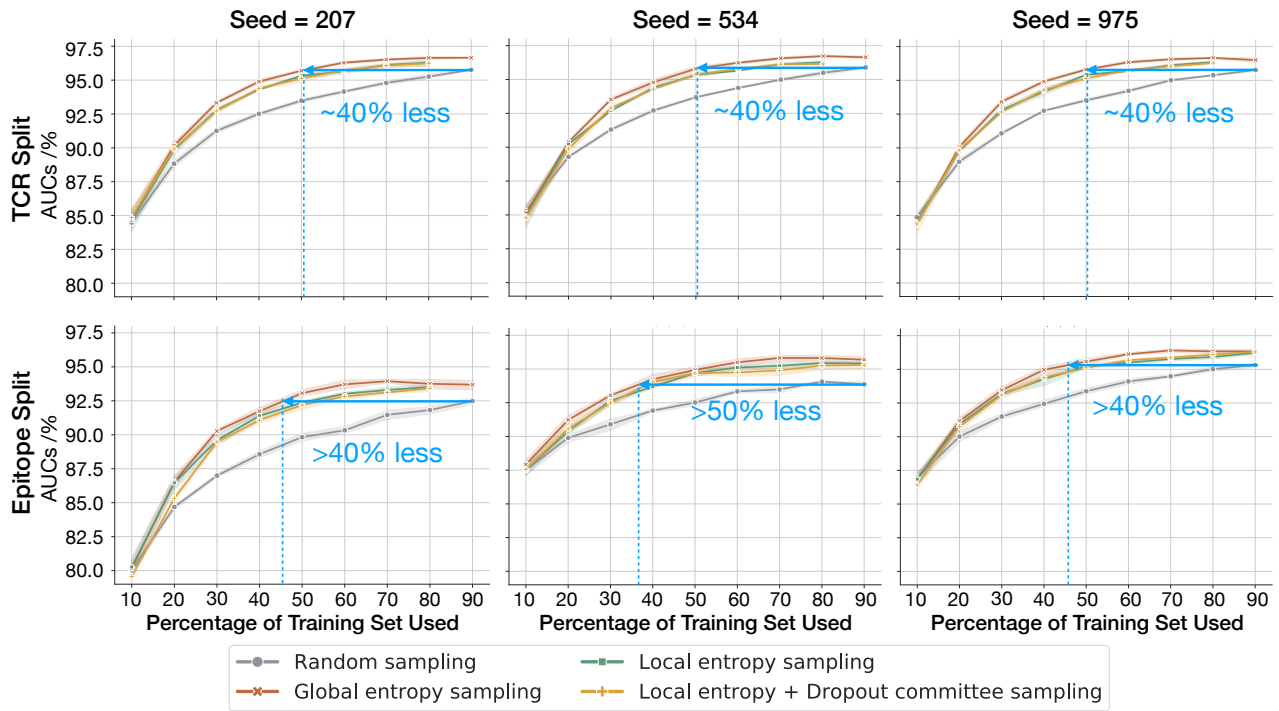 Seed = 207
Seed = 534
Seed = 975
TCR Split
AUCs /%
97.5
95.0
92.5
90.0
87.5
85.0
82.5
80.0
~40% less
~40% less
~40% less
Epitope Split
AUCs /%
97.5
95.0
92.5
90.0
87.5
85.0
82.5
80.0
>40% less
>50% less
>40% less
10 20 30 40 50 60 70 80 90
10 20 30 40 50 60 70 80 90
10 20 30 40 50 60 70 80 90
Percentage of Training Set Used
Percentage of Training Set Used
Percentage of Training Set Used
Random sampling
Global entropy sampling
Local entropy sampling
Local entropy + Dropout committee sampling